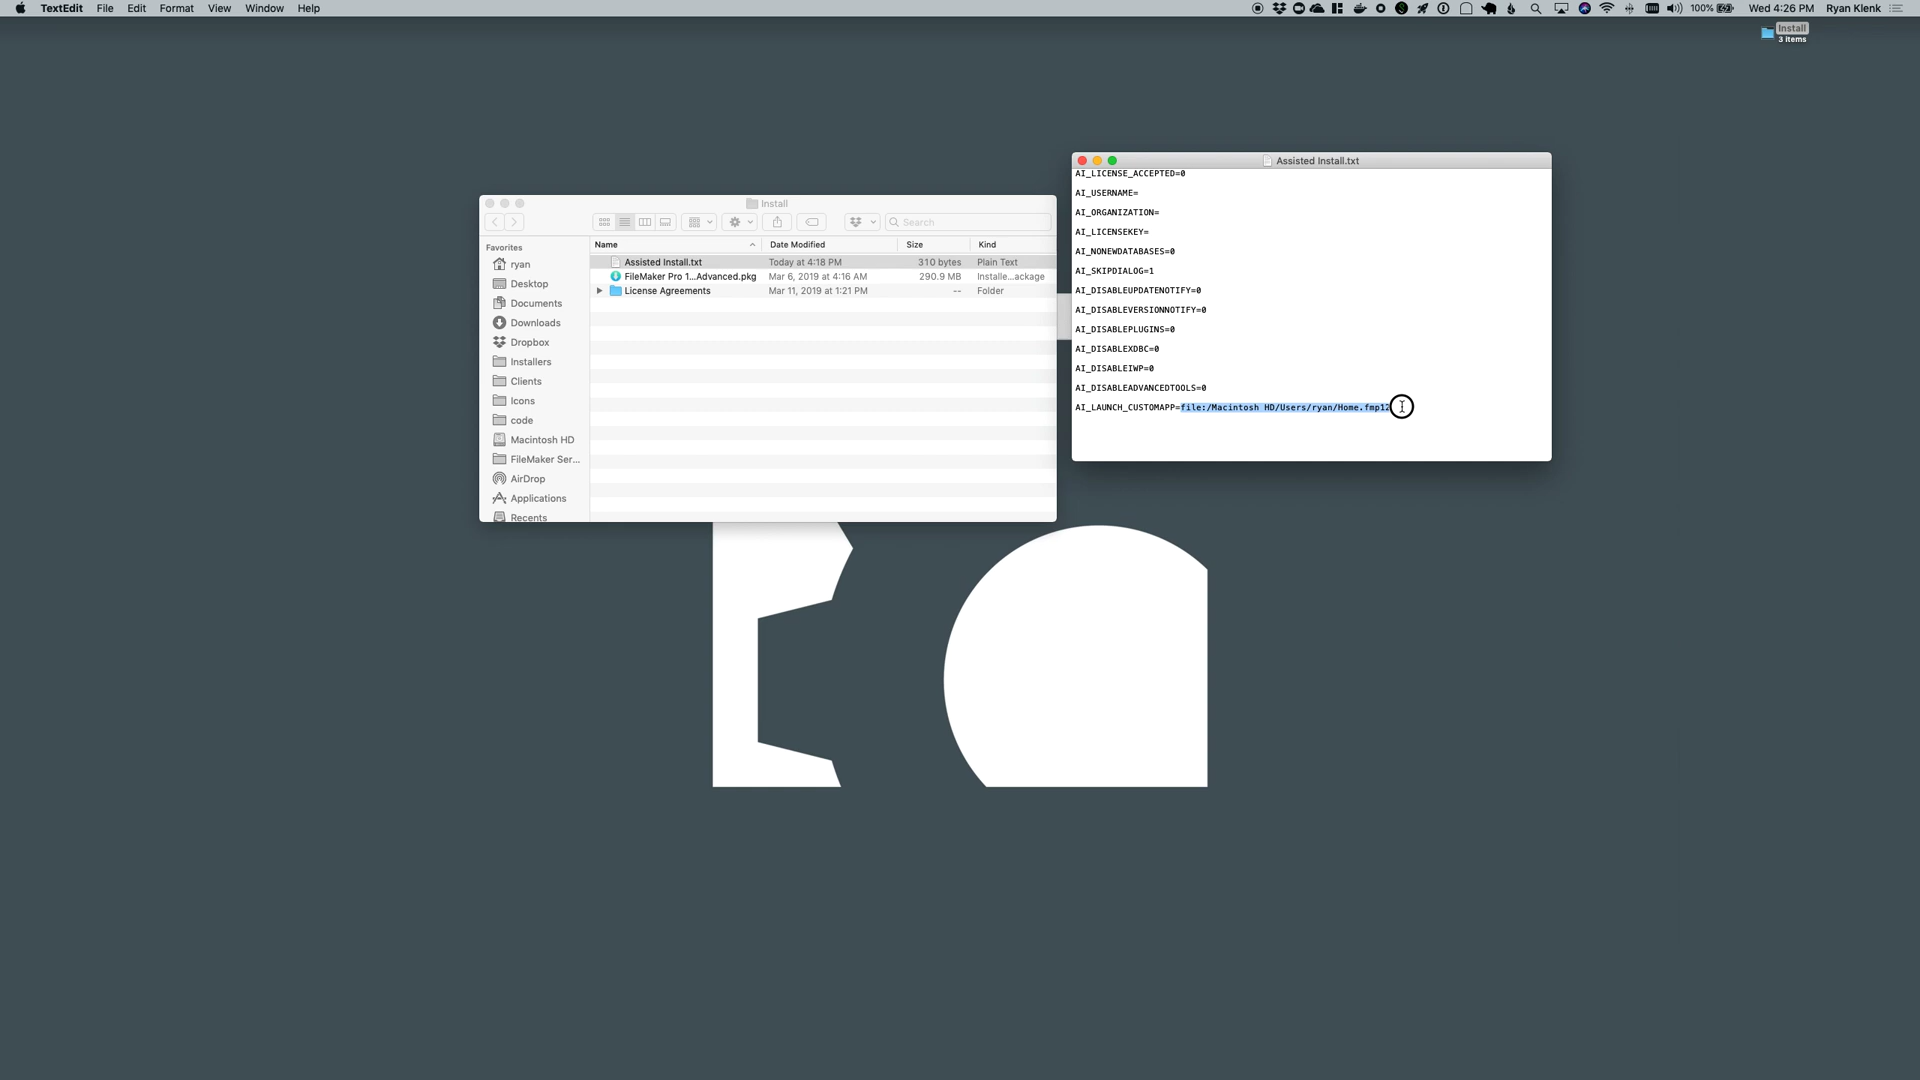 TextEdit File Edit Format View Window Help
100% Wed 4:26 PM Ryan Klenk
Install
3 items
Install
Search
Favorites
ryan
Desktop
Documents
Downloads
Dropbox
Installers
Clients
Icons
code
Macintosh HD
FileMaker Ser...
AirDrop
Applications
Recents
Name Date Modified Size Kind
Assisted Install.txt Today at 4:18 PM 310 bytes Plain Text
FileMaker Pro 1...Advanced.pkg Mar 6, 2019 at 4:16 AM 290.9 MB Installe...ackage
License Agreements Mar 11, 2019 at 1:21 PM -- Folder
Assisted Install.txt
AI_LICENSE_ACCEPTED=0
AI_USERNAME=
AI_ORGANIZATION=
AI_LICENSEKEY=
AI_NONEWDATABASES=0
AI_SKIPDIALOG=1
AI_DISABLEUPDATENOTIFY=0
AI_DISABLEVERSIONNOTIFY=0
AI_DISABLEPLUGINS=0
AI_DISABLEXDBC=0
AI_DISABLEIWP=0
AI_DISABLEADVANCEDTOOLS=0
AI_LAUNCH_CUSTOMAPP=file:/Macintosh HD/Users/ryan/Home.fmp12